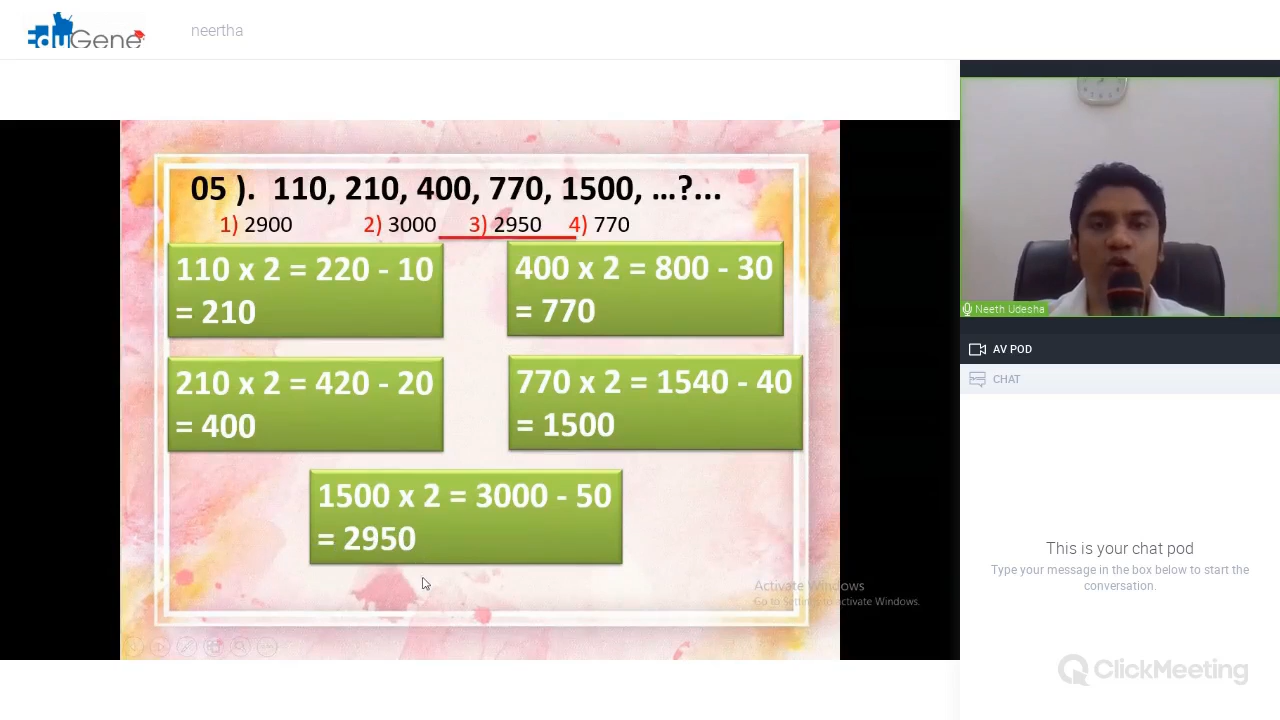 EduGene
neertha
05 ). 110, 210, 400, 770, 1500, ...?...
1) 2900 2) 3000 3) 2950 4) 770
110 x 2 = 220 - 10
= 210
400 x 2 = 800 - 30
= 770
210 x 2 = 420 - 20
= 400
770 x 2 = 1540 - 40
= 1500
1500 x 2 = 3000 - 50
= 2950
Activate Windows
Go to Settings to activate Windows.
Neeth Udesha
AV POD
CHAT
This is your chat pod
Type your message in the box below to start the
conversation.
ClickMeeting